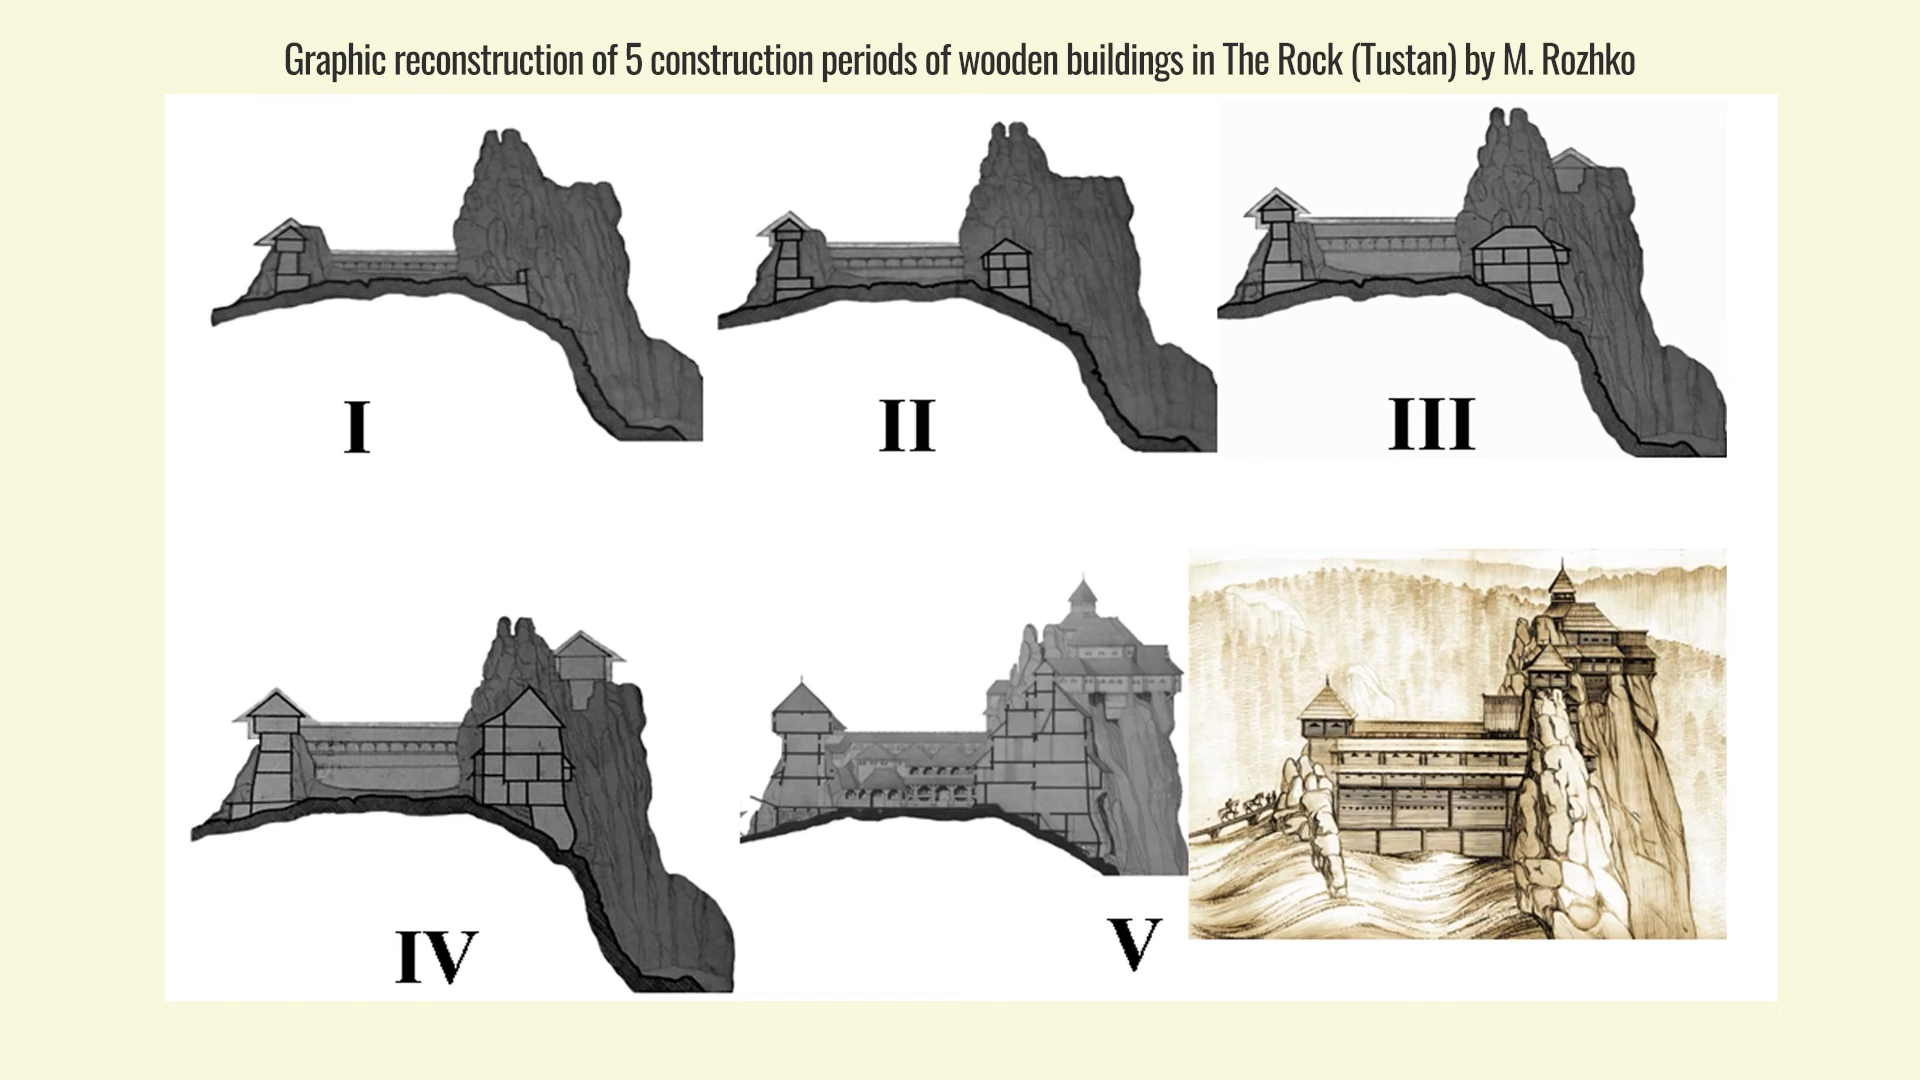 Graphic reconstruction of 5 construction periods of wooden buildings in The Rock (Tustan) by M. Rozhko
I
II
III
IV
V